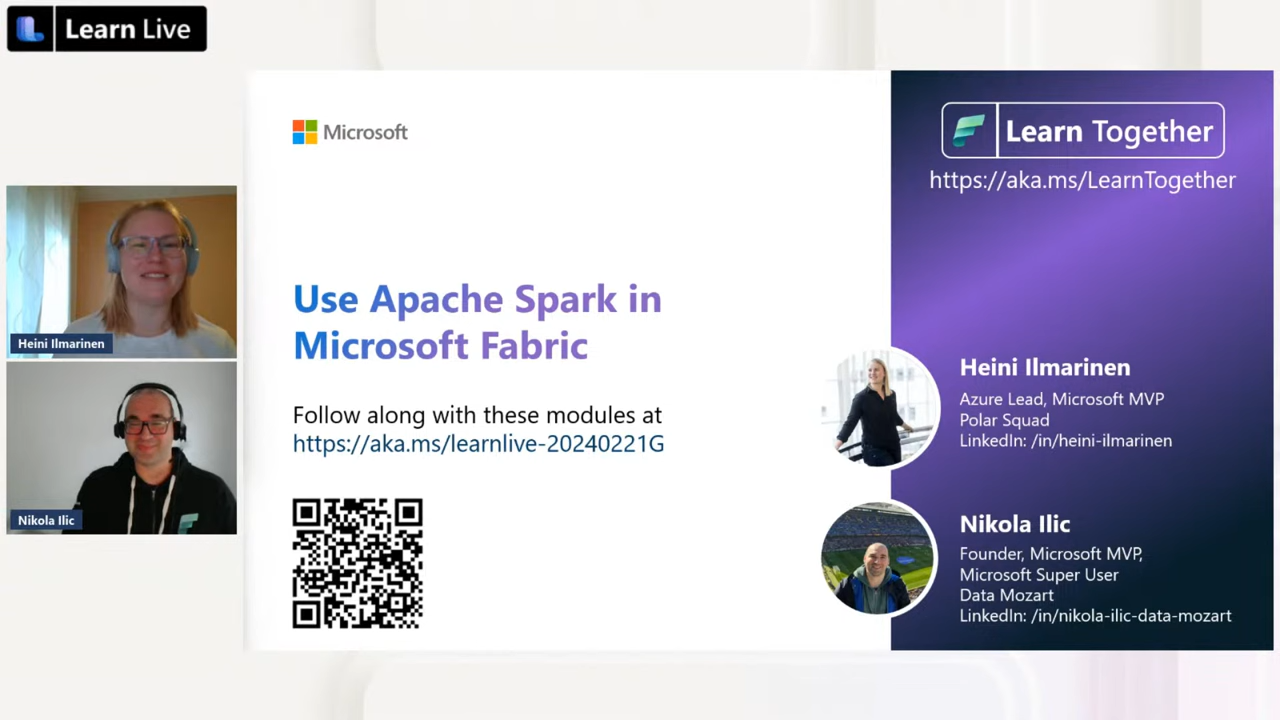 Learn Live
Microsoft
Learn Together
https://aka.ms/LearnTogether
Heini Ilmarinen
Nikola Ilic
Use Apache Spark in
Microsoft Fabric
Follow along with these modules at
https://aka.ms/learnlive-20240221G
Heini Ilmarinen
Azure Lead, Microsoft MVP
Polar Squad
LinkedIn: /in/heini-ilmarinen
Nikola Ilic
Founder, Microsoft MVP,
Microsoft Super User
Data Mozart
LinkedIn: /in/nikola-ilic-data-mozart